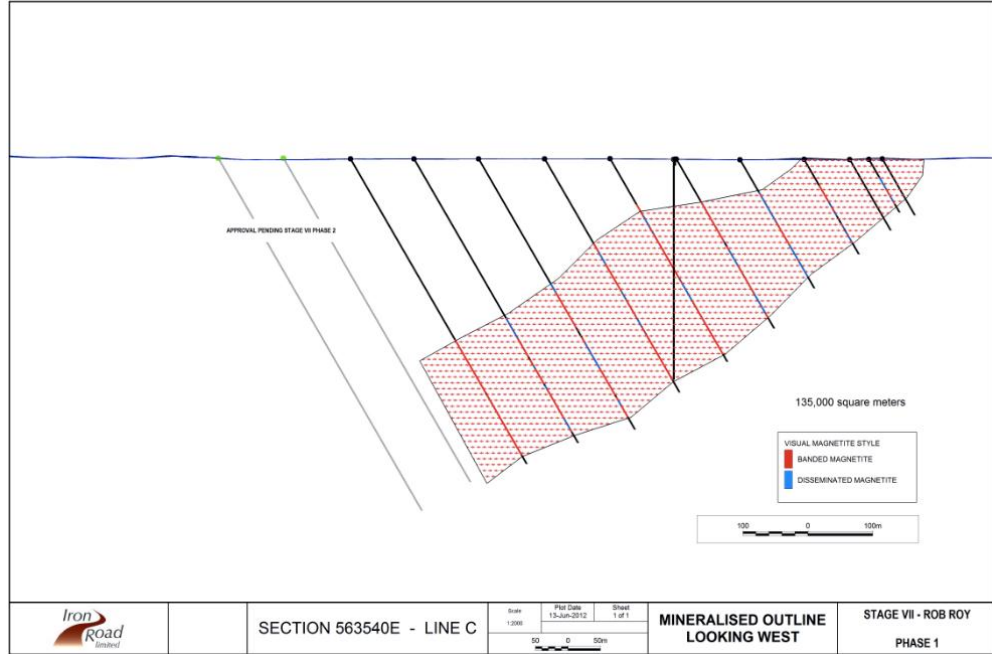 APPROVAL PENDING STAGE VII PHASE 2
135,000 square meters
VISUAL MAGNETITE STYLE
BANDED MAGNETITE
DISSEMINATED MAGNETITE
100 0 100m
Iron
Road
limited
SECTION 563540E - LINE C
Scale
1:2000
Plot Date
13-Jun-2012
Sheet
1 of 1
50 0 50m
MINERALISED OUTLINE
LOOKING WEST
STAGE VII - ROB ROY
PHASE 1